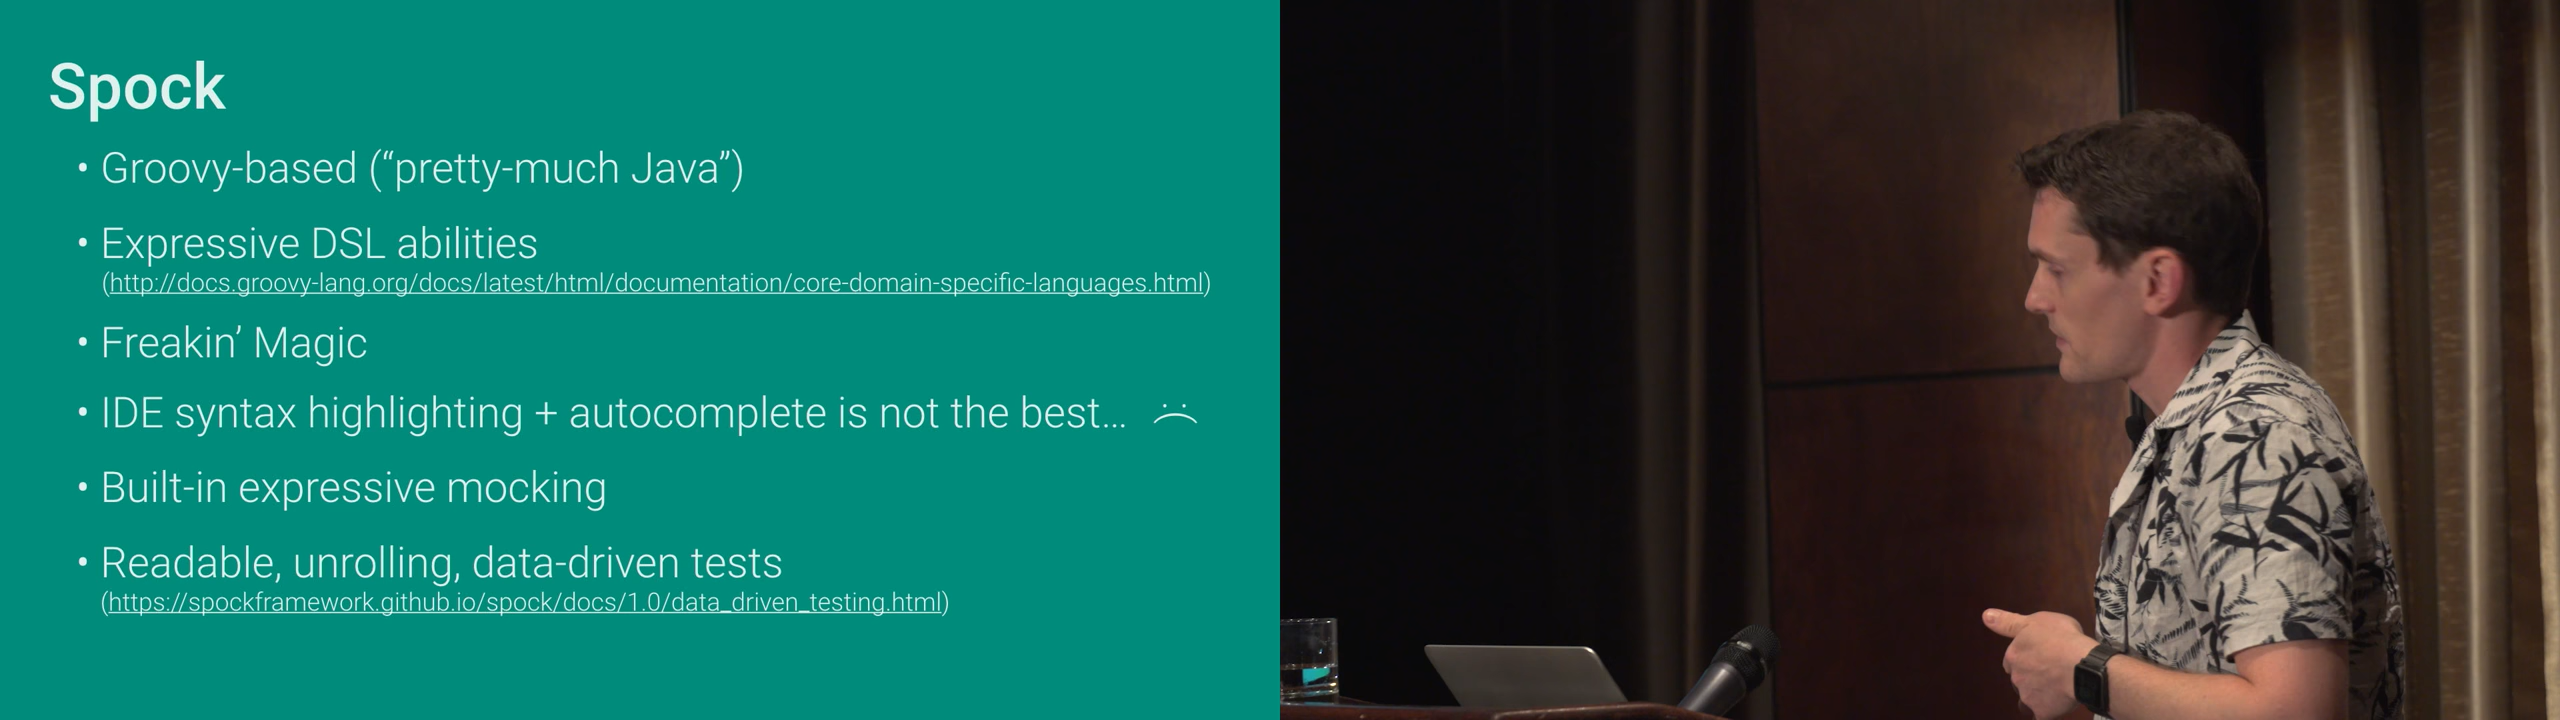 Spock
• Groovy-based (“pretty-much Java”)
• Expressive DSL abilities
(http://docs.groovy-lang.org/docs/latest/html/documentation/core-domain-specific-languages.html)
• Freakin’ Magic
• IDE syntax highlighting + autocomplete is not the best... :(
• Built-in expressive mocking
• Readable, unrolling, data-driven tests
(https://spockframework.github.io/spock/docs/1.0/data_driven_testing.html)